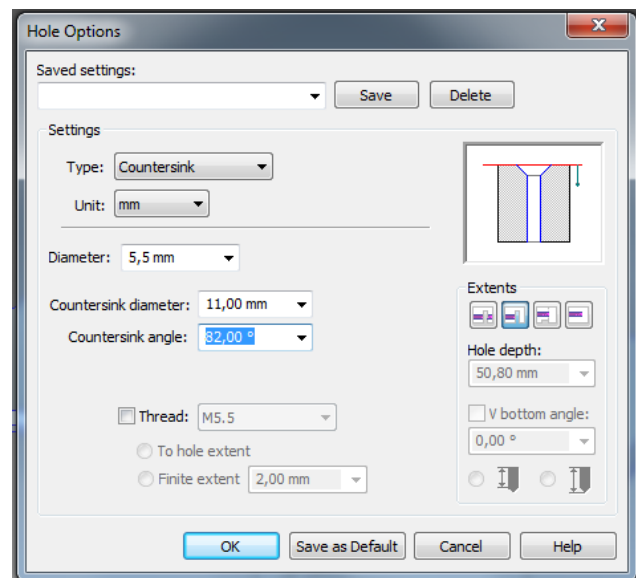 Hole Options
Saved settings:
Save
Delete
Settings
Type: Countersink
Unit: mm
Diameter: 5,5 mm
Countersink diameter: 11,00 mm
Countersink angle: 82,00 °
Extents
Hole depth:
50,80 mm
Thread: M5.5
V bottom angle:
0,00 °
To hole extent
Finite extent 2,00 mm
OK
Save as Default
Cancel
Help